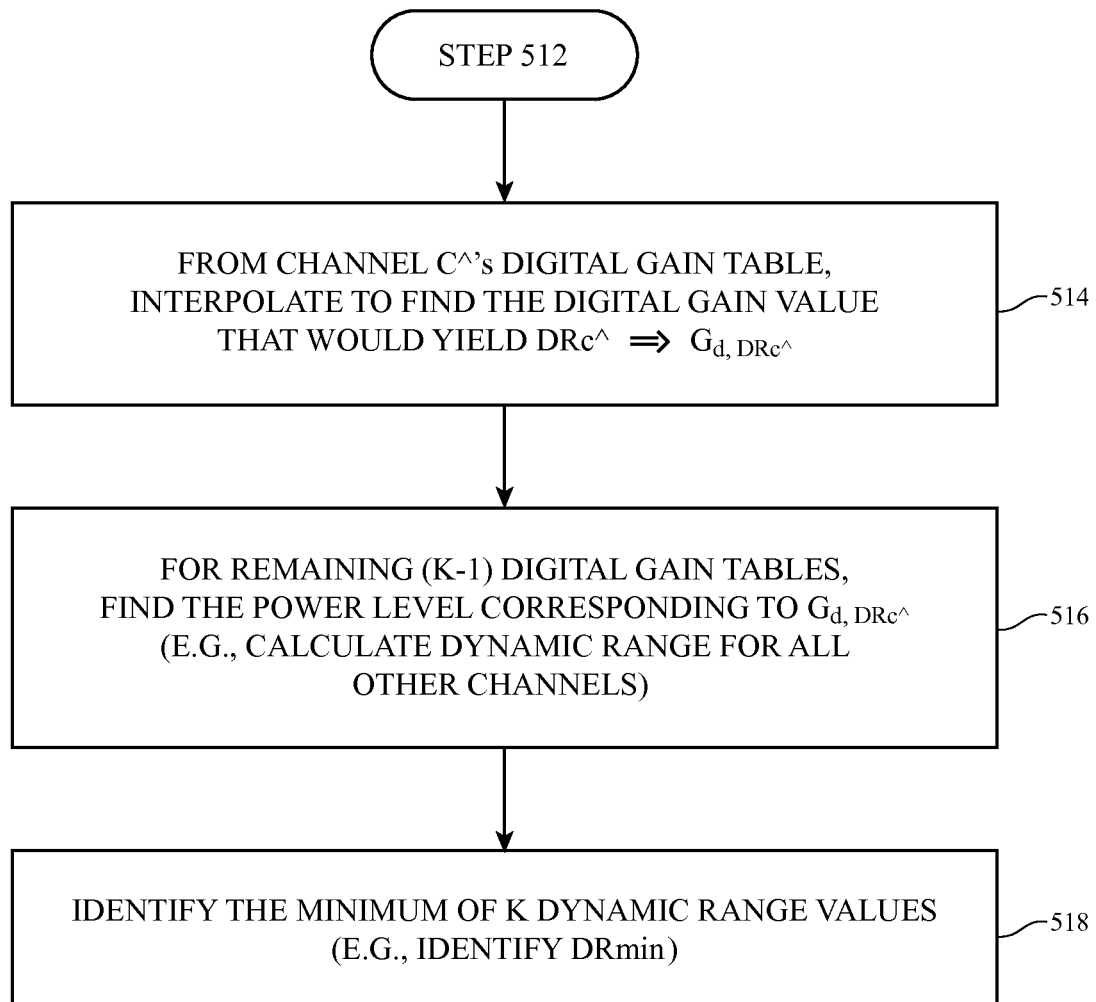 STEP 512
FROM CHANNEL C^'s DIGITAL GAIN TABLE,
INTERPOLATE TO FIND THE DIGITAL GAIN VALUE
THAT WOULD YIELD DRc^ ⟹ Gd, DRc^
514
FOR REMAINING (K-1) DIGITAL GAIN TABLES,
FIND THE POWER LEVEL CORRESPONDING TO Gd, DRc^
(E.G., CALCULATE DYNAMIC RANGE FOR ALL
OTHER CHANNELS)
516
IDENTIFY THE MINIMUM OF K DYNAMIC RANGE VALUES
(E.G., IDENTIFY DRmin)
518